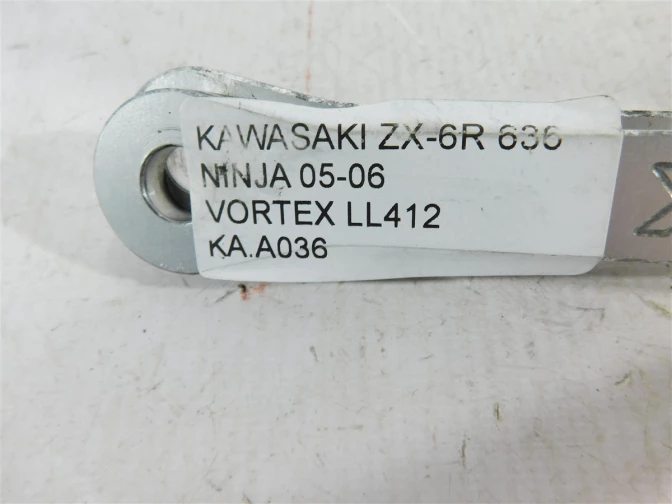 KAWASAKI ZX-6R 636
NINJA 05-06
VORTEX LL412
KA.A036